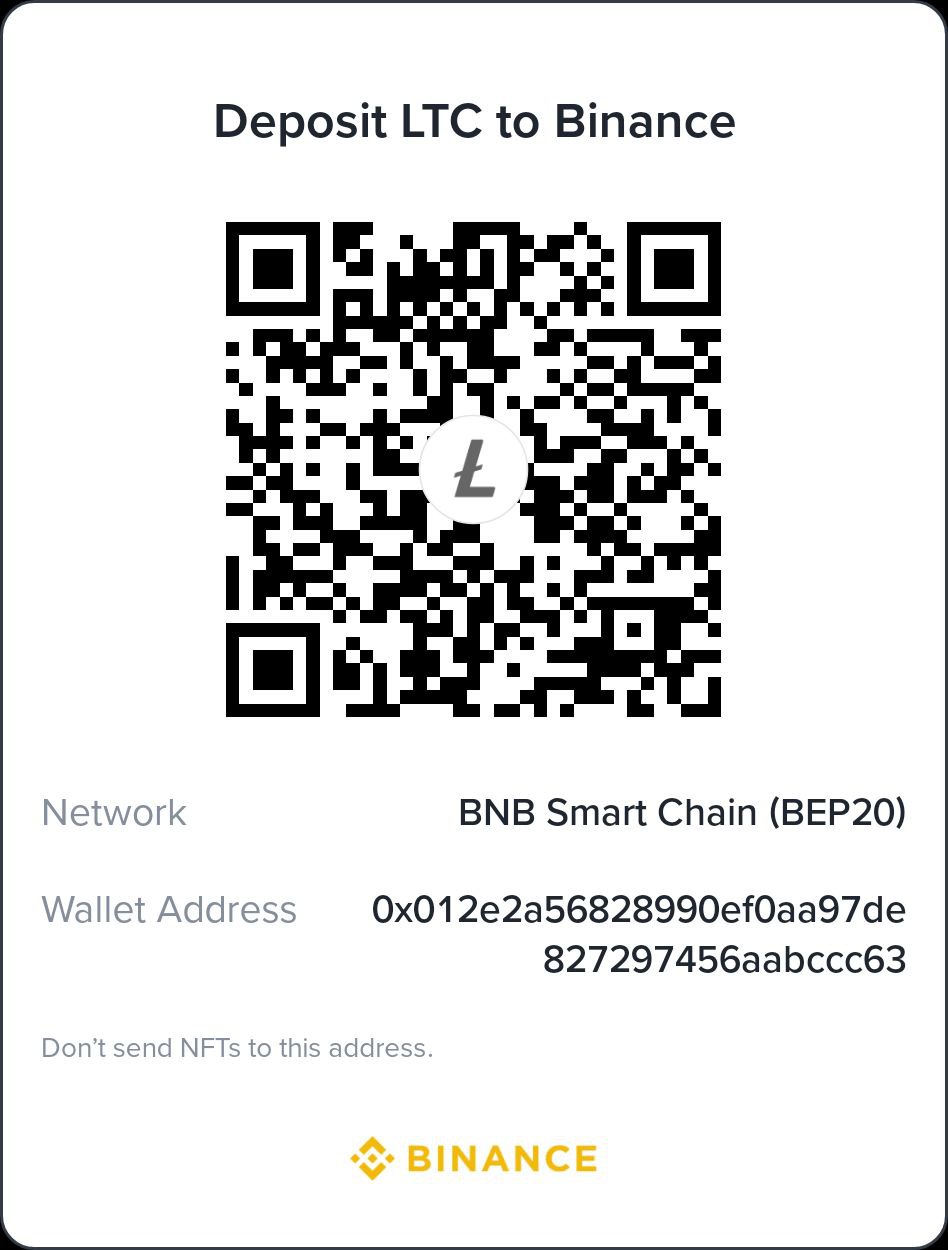 Deposit LTC to Binance
Network
BNB Smart Chain (BEP20)
Wallet Address
0x012e2a56828990ef0aa97de
827297456aabccc63
Don’t send NFTs to this address.
BINANCE